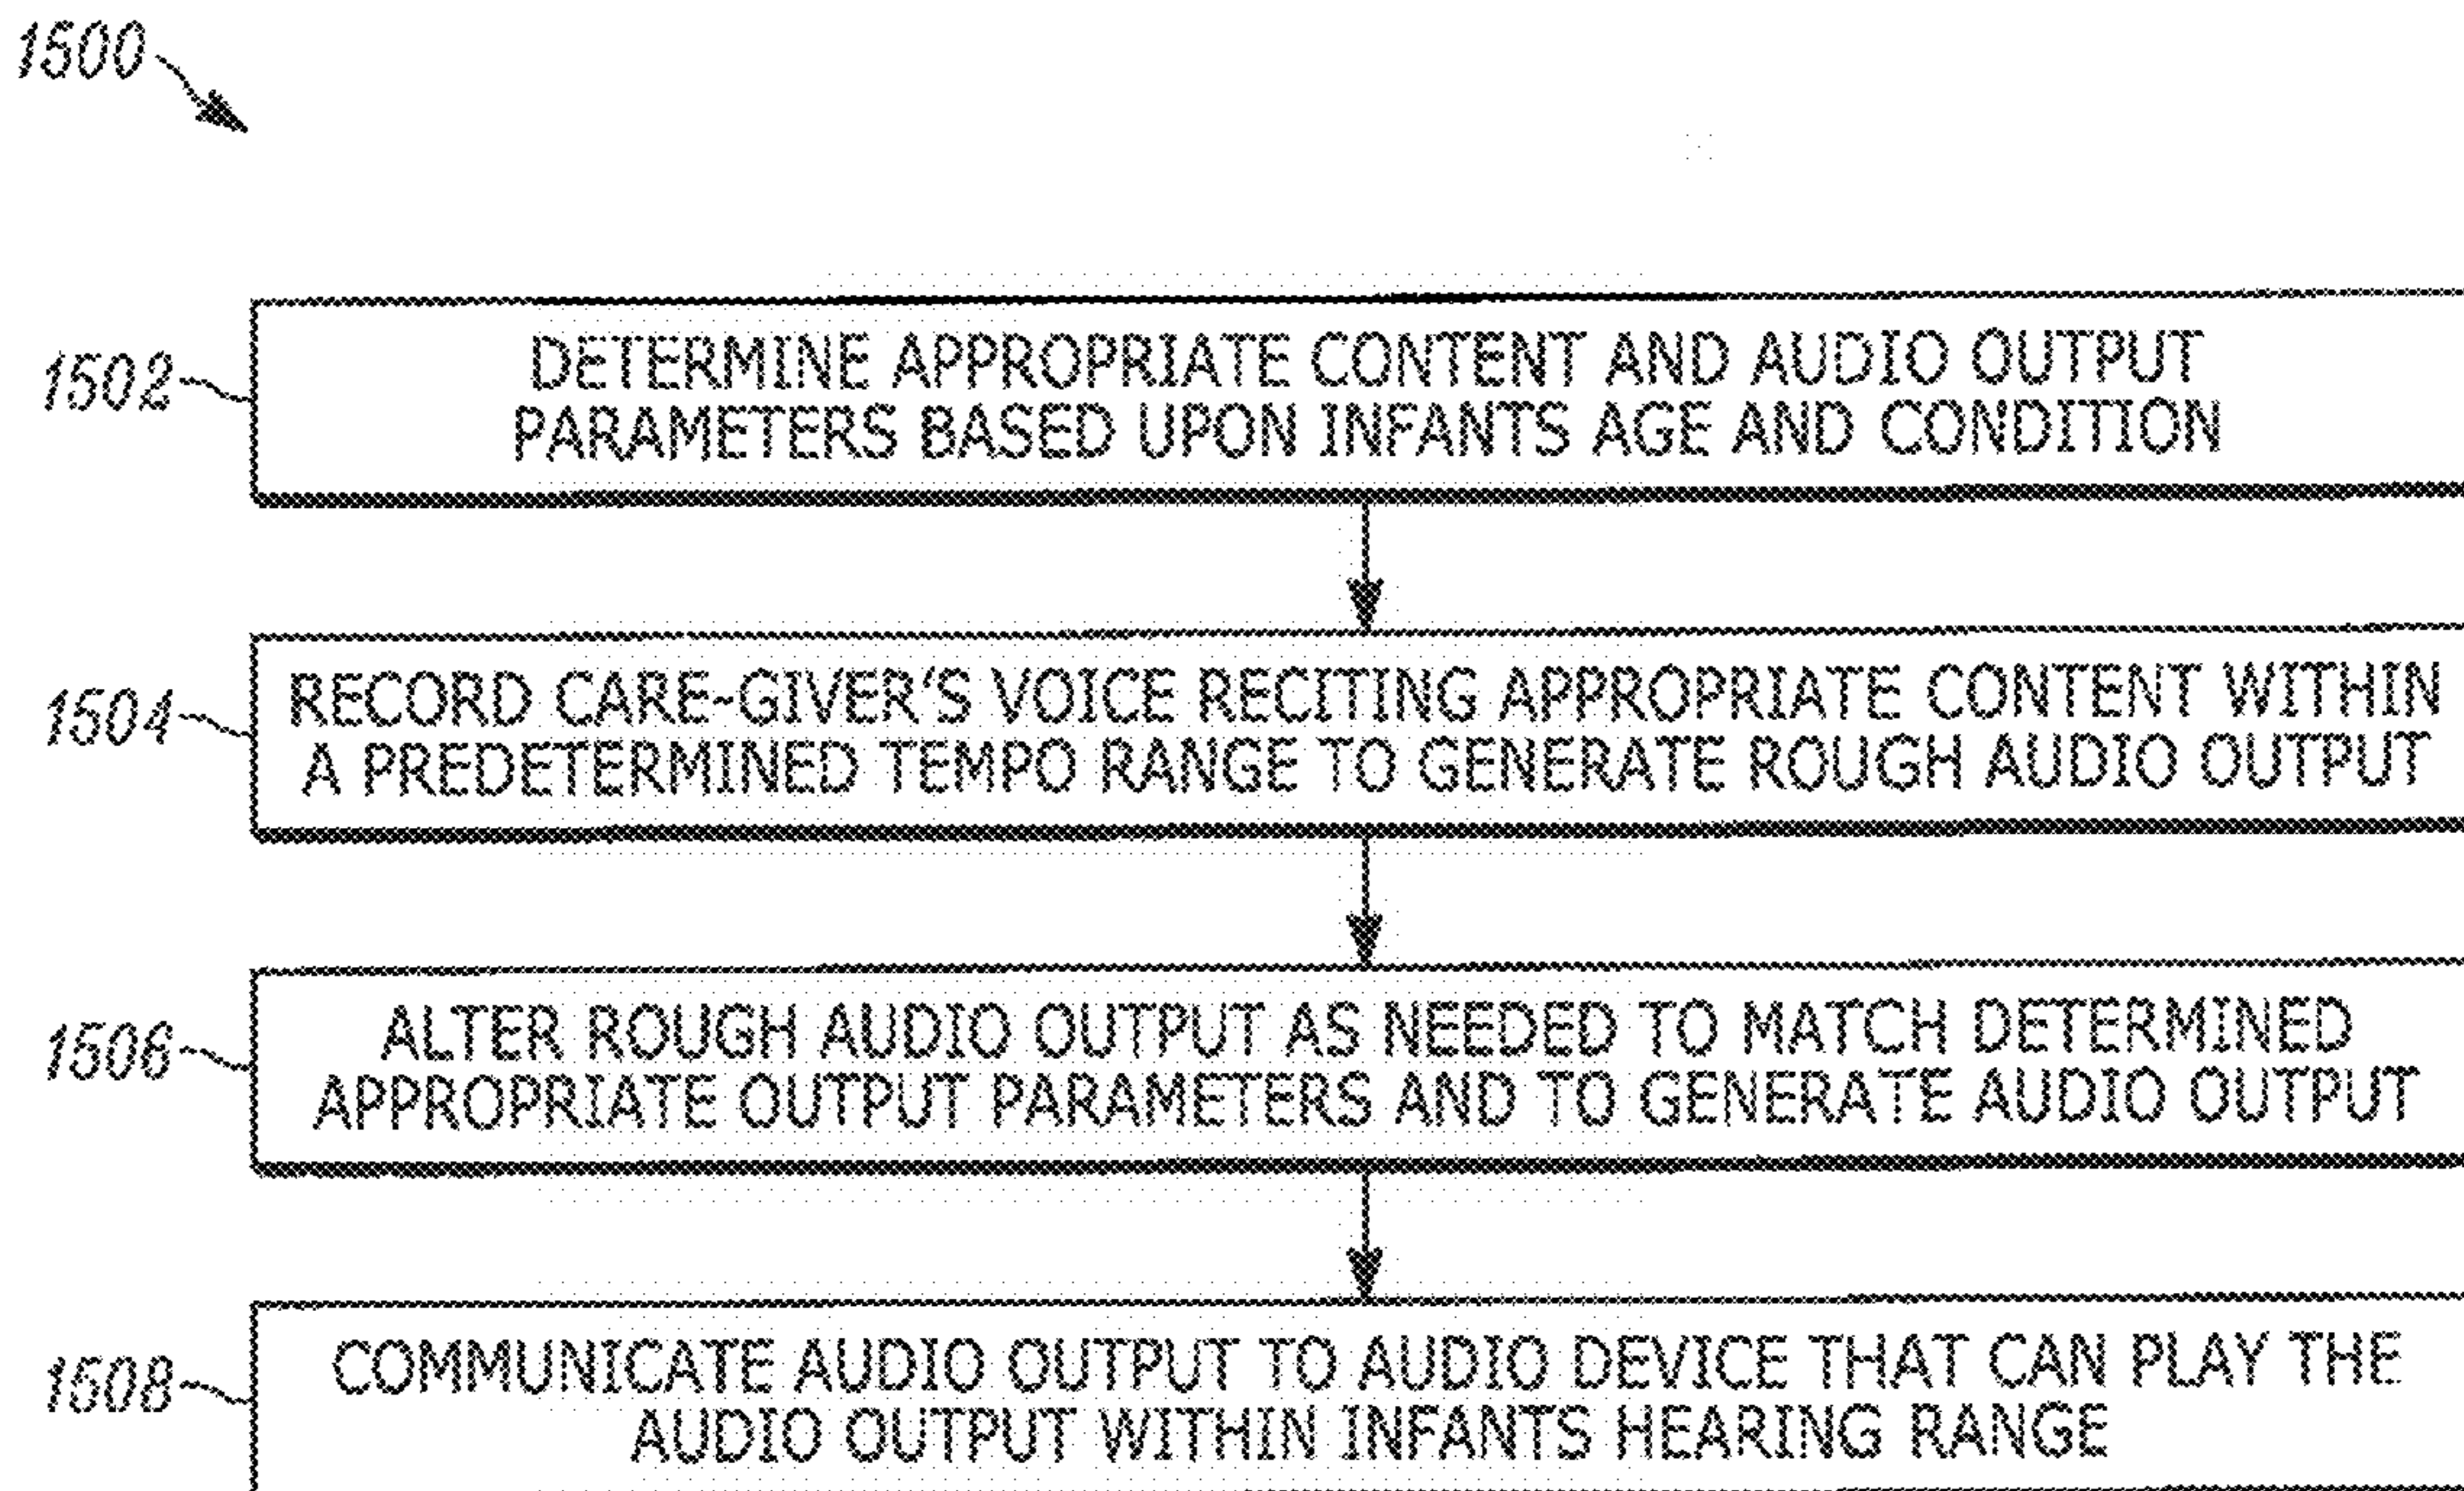 1500
1502
DETERMINE APPROPRIATE CONTENT AND AUDIO OUTPUT
PARAMETERS BASED UPON INFANTS AGE AND CONDITION
1504
RECORD CARE-GIVER'S VOICE RECITING APPROPRIATE CONTENT WITHIN
A PREDETERMINED TEMPO RANGE TO GENERATE ROUGH AUDIO OUTPUT
1506
ALTER ROUGH AUDIO OUTPUT AS NEEDED TO MATCH DETERMINED
APPROPRIATE OUTPUT PARAMETERS AND TO GENERATE AUDIO OUTPUT
1508
COMMUNICATE AUDIO OUTPUT TO AUDIO DEVICE THAT CAN PLAY THE
AUDIO OUTPUT WITHIN INFANTS HEARING RANGE